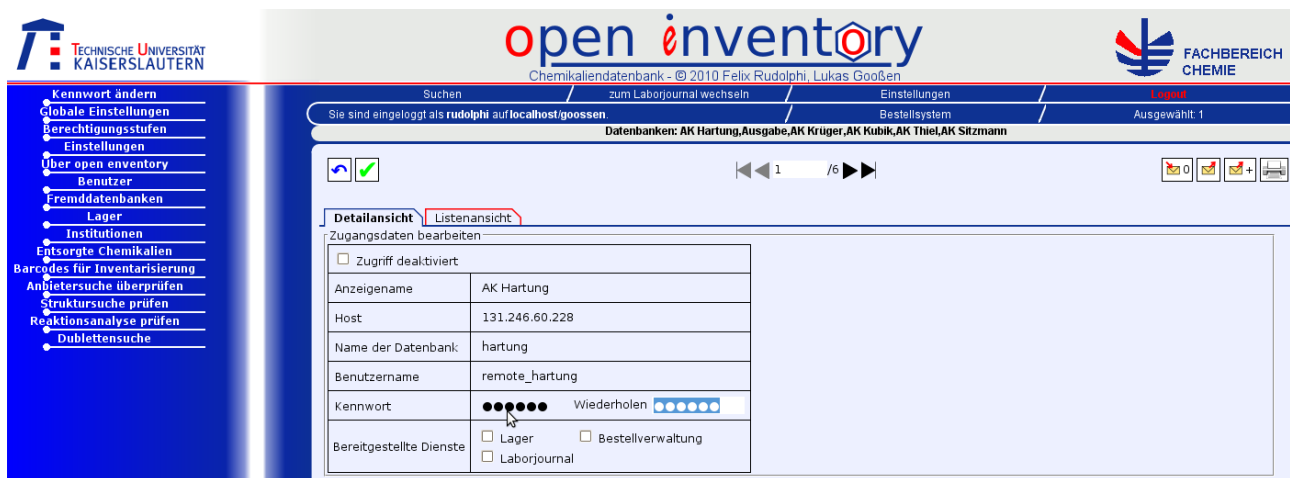 TECHNISCHE UNIVERSITÄT
KAISERSLAUTERN
open enventory
Chemikaliendatenbank - © 2010 Felix Rudolphi, Lukas Gooßen
FACHBEREICH
CHEMIE
Kennwort ändern
Globale Einstellungen
Berechtigungsstufen
Einstellungen
Über open enventory
Benutzer
Fremddatenbanken
Lager
Institutionen
Entsorgte Chemikalien
Barcodes für Inventarisierung
Anbietersuche überprüfen
Struktursuche prüfen
Reaktionsanalyse prüfen
Dublettensuche
Suchen zum Laborjournal wechseln Einstellungen Logout
Sie sind eingeloggt als rudolphi auf localhost/goossen. Bestellsystem Ausgewählt: 1
Datenbanken: AK Hartung,Ausgabe,AK Krüger,AK Kubik,AK Thiel,AK Sitzmann
1 /6 0 +
Detailansicht Listenansicht
Zugangsdaten bearbeiten
Zugriff deaktiviert
Anzeigename AK Hartung
Host 131.246.60.228
Name der Datenbank hartung
Benutzername remote_hartung
Kennwort ●●●●●● Wiederholen ●●●●●●
Bereitgestellte Dienste Lager Bestellverwaltung
Laborjournal